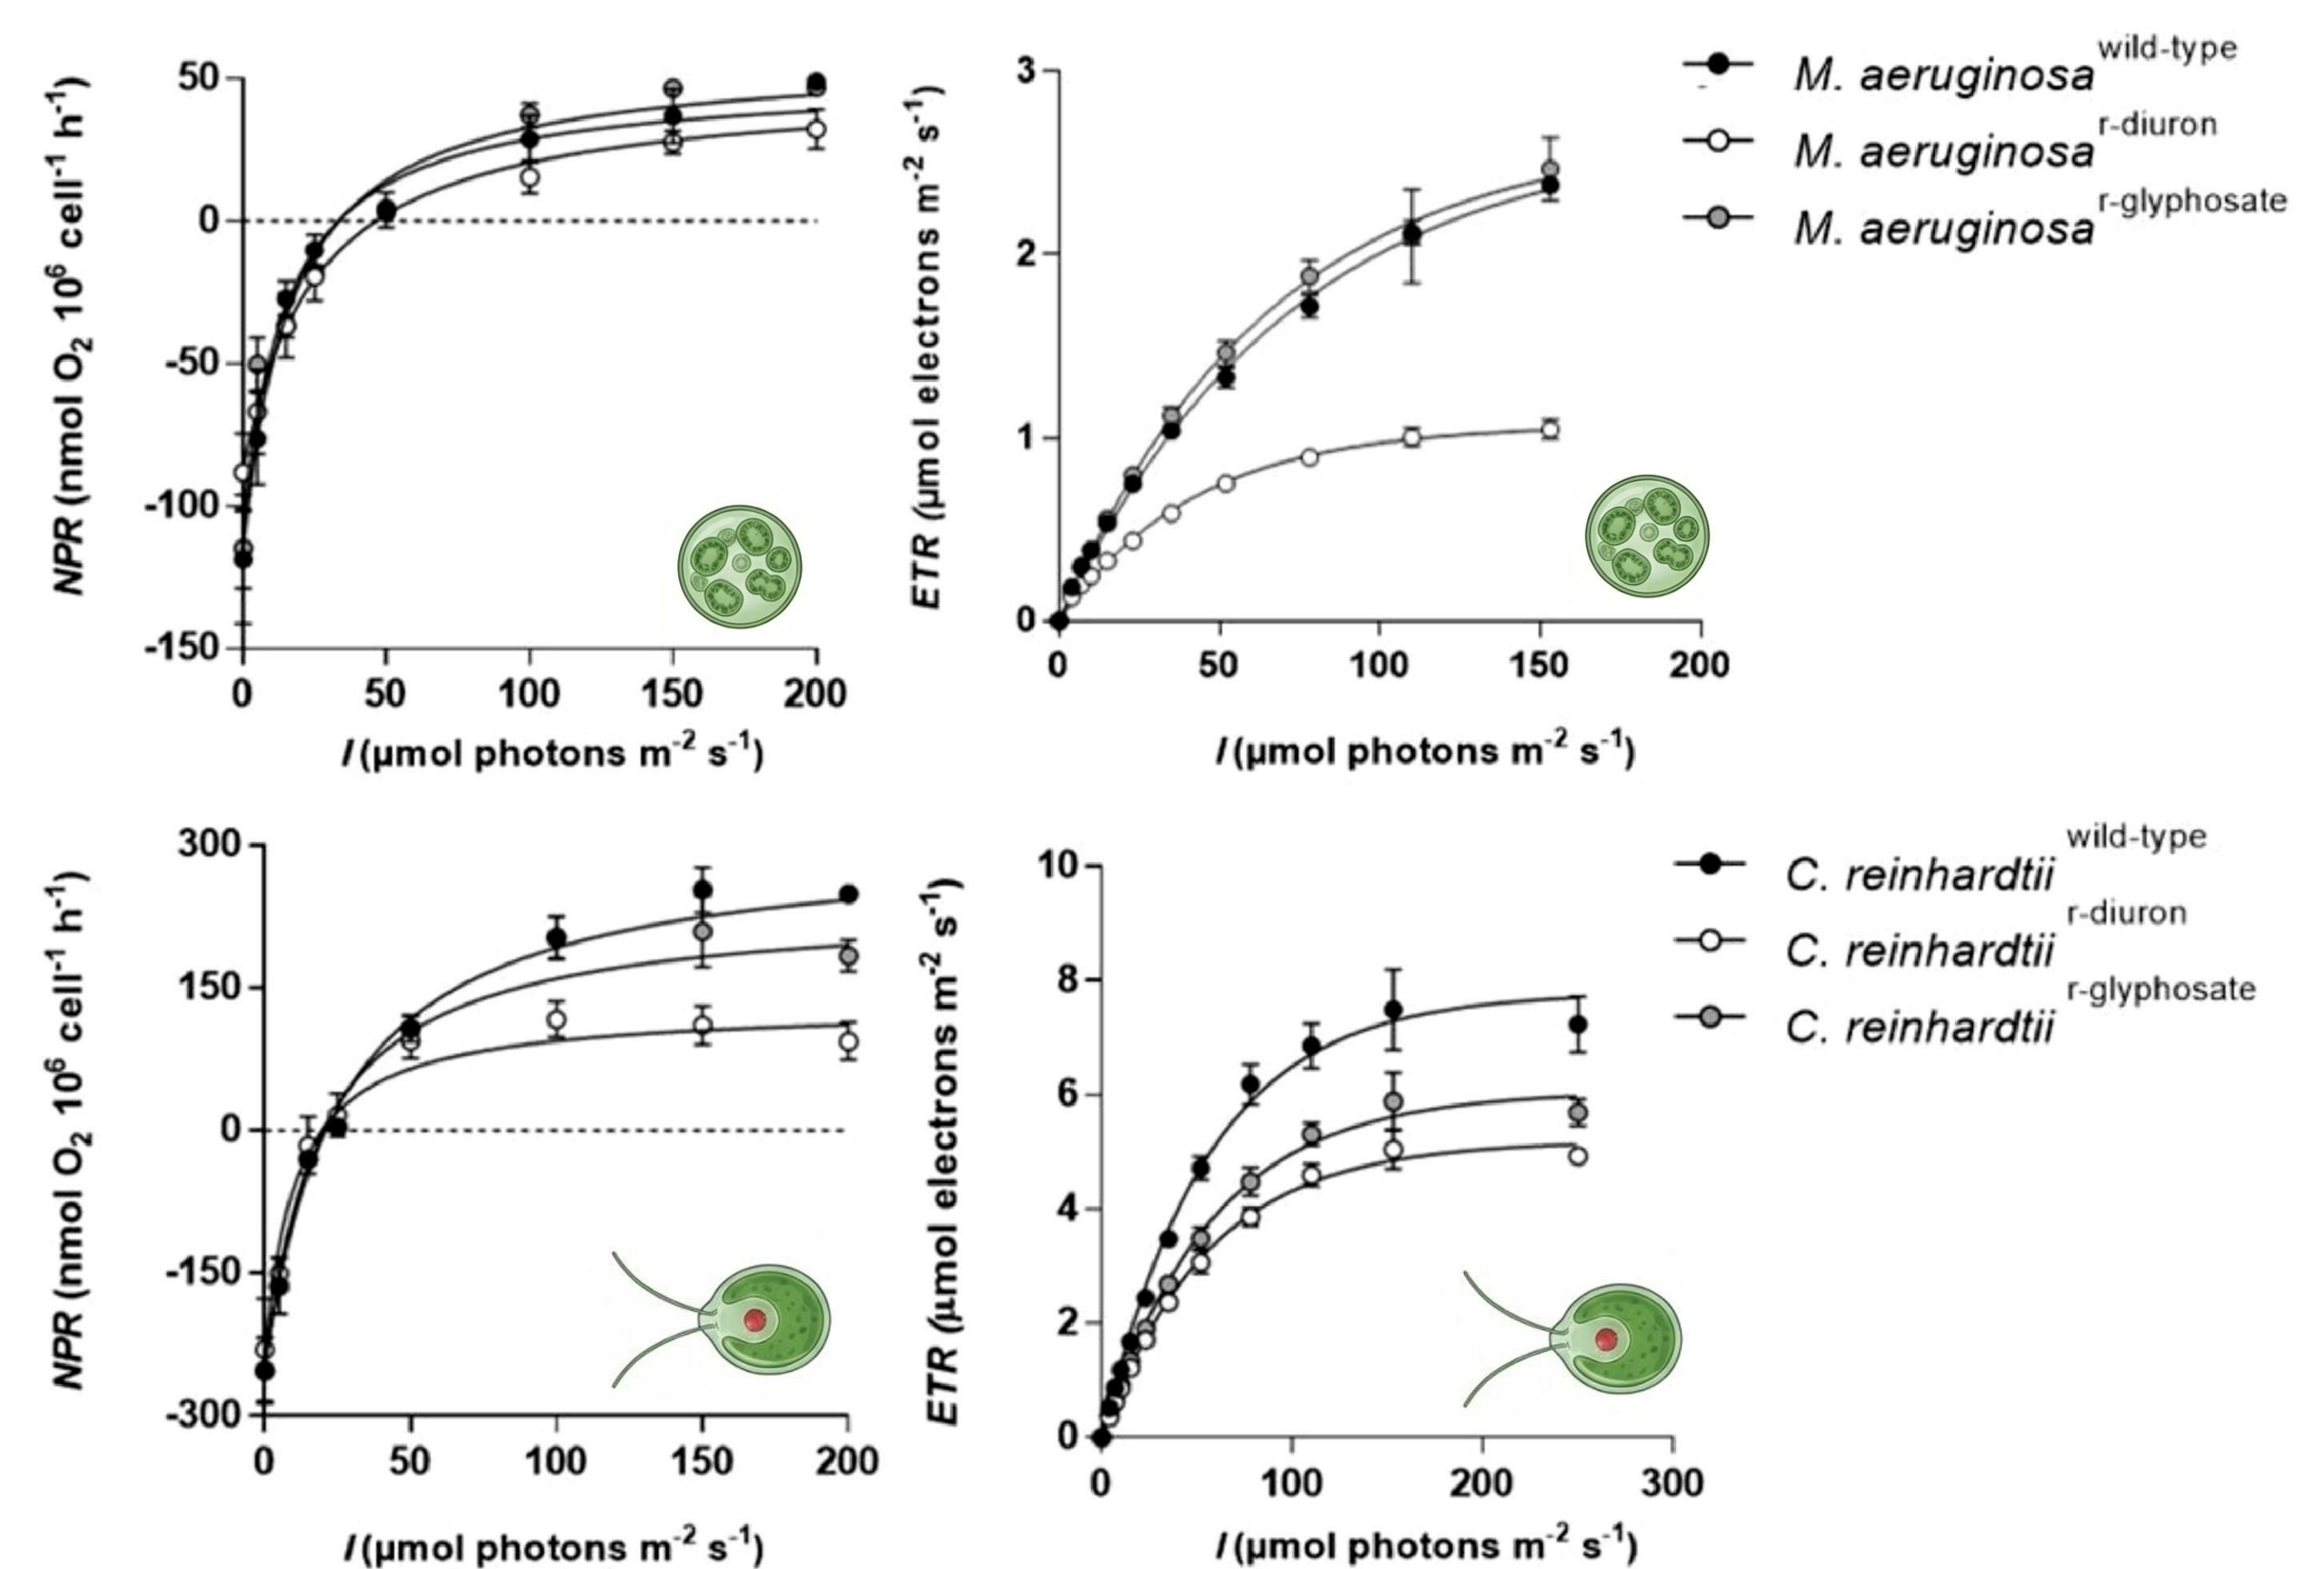 NPR (nmol O2 10^6 cell^-1 h^-1)
50
0
-50
-100
-150
0 50 100 150 200
I (µmol photons m^-2 s^-1)
ETR (µmol electrons m^-2 s^-1)
3
2
1
0
0 50 100 150 200
I (µmol photons m^-2 s^-1)
M. aeruginosa wild-type
M. aeruginosa r-diuron
M. aeruginosa r-glyphosate
NPR (nmol O2 10^6 cell^-1 h^-1)
300
150
0
-150
-300
0 50 100 150 200
I (µmol photons m^-2 s^-1)
ETR (µmol electrons m^-2 s^-1)
10
8
6
4
2
0
0 100 200 300
I (µmol photons m^-2 s^-1)
C. reinhardtii wild-type
C. reinhardtii r-diuron
C. reinhardtii r-glyphosate